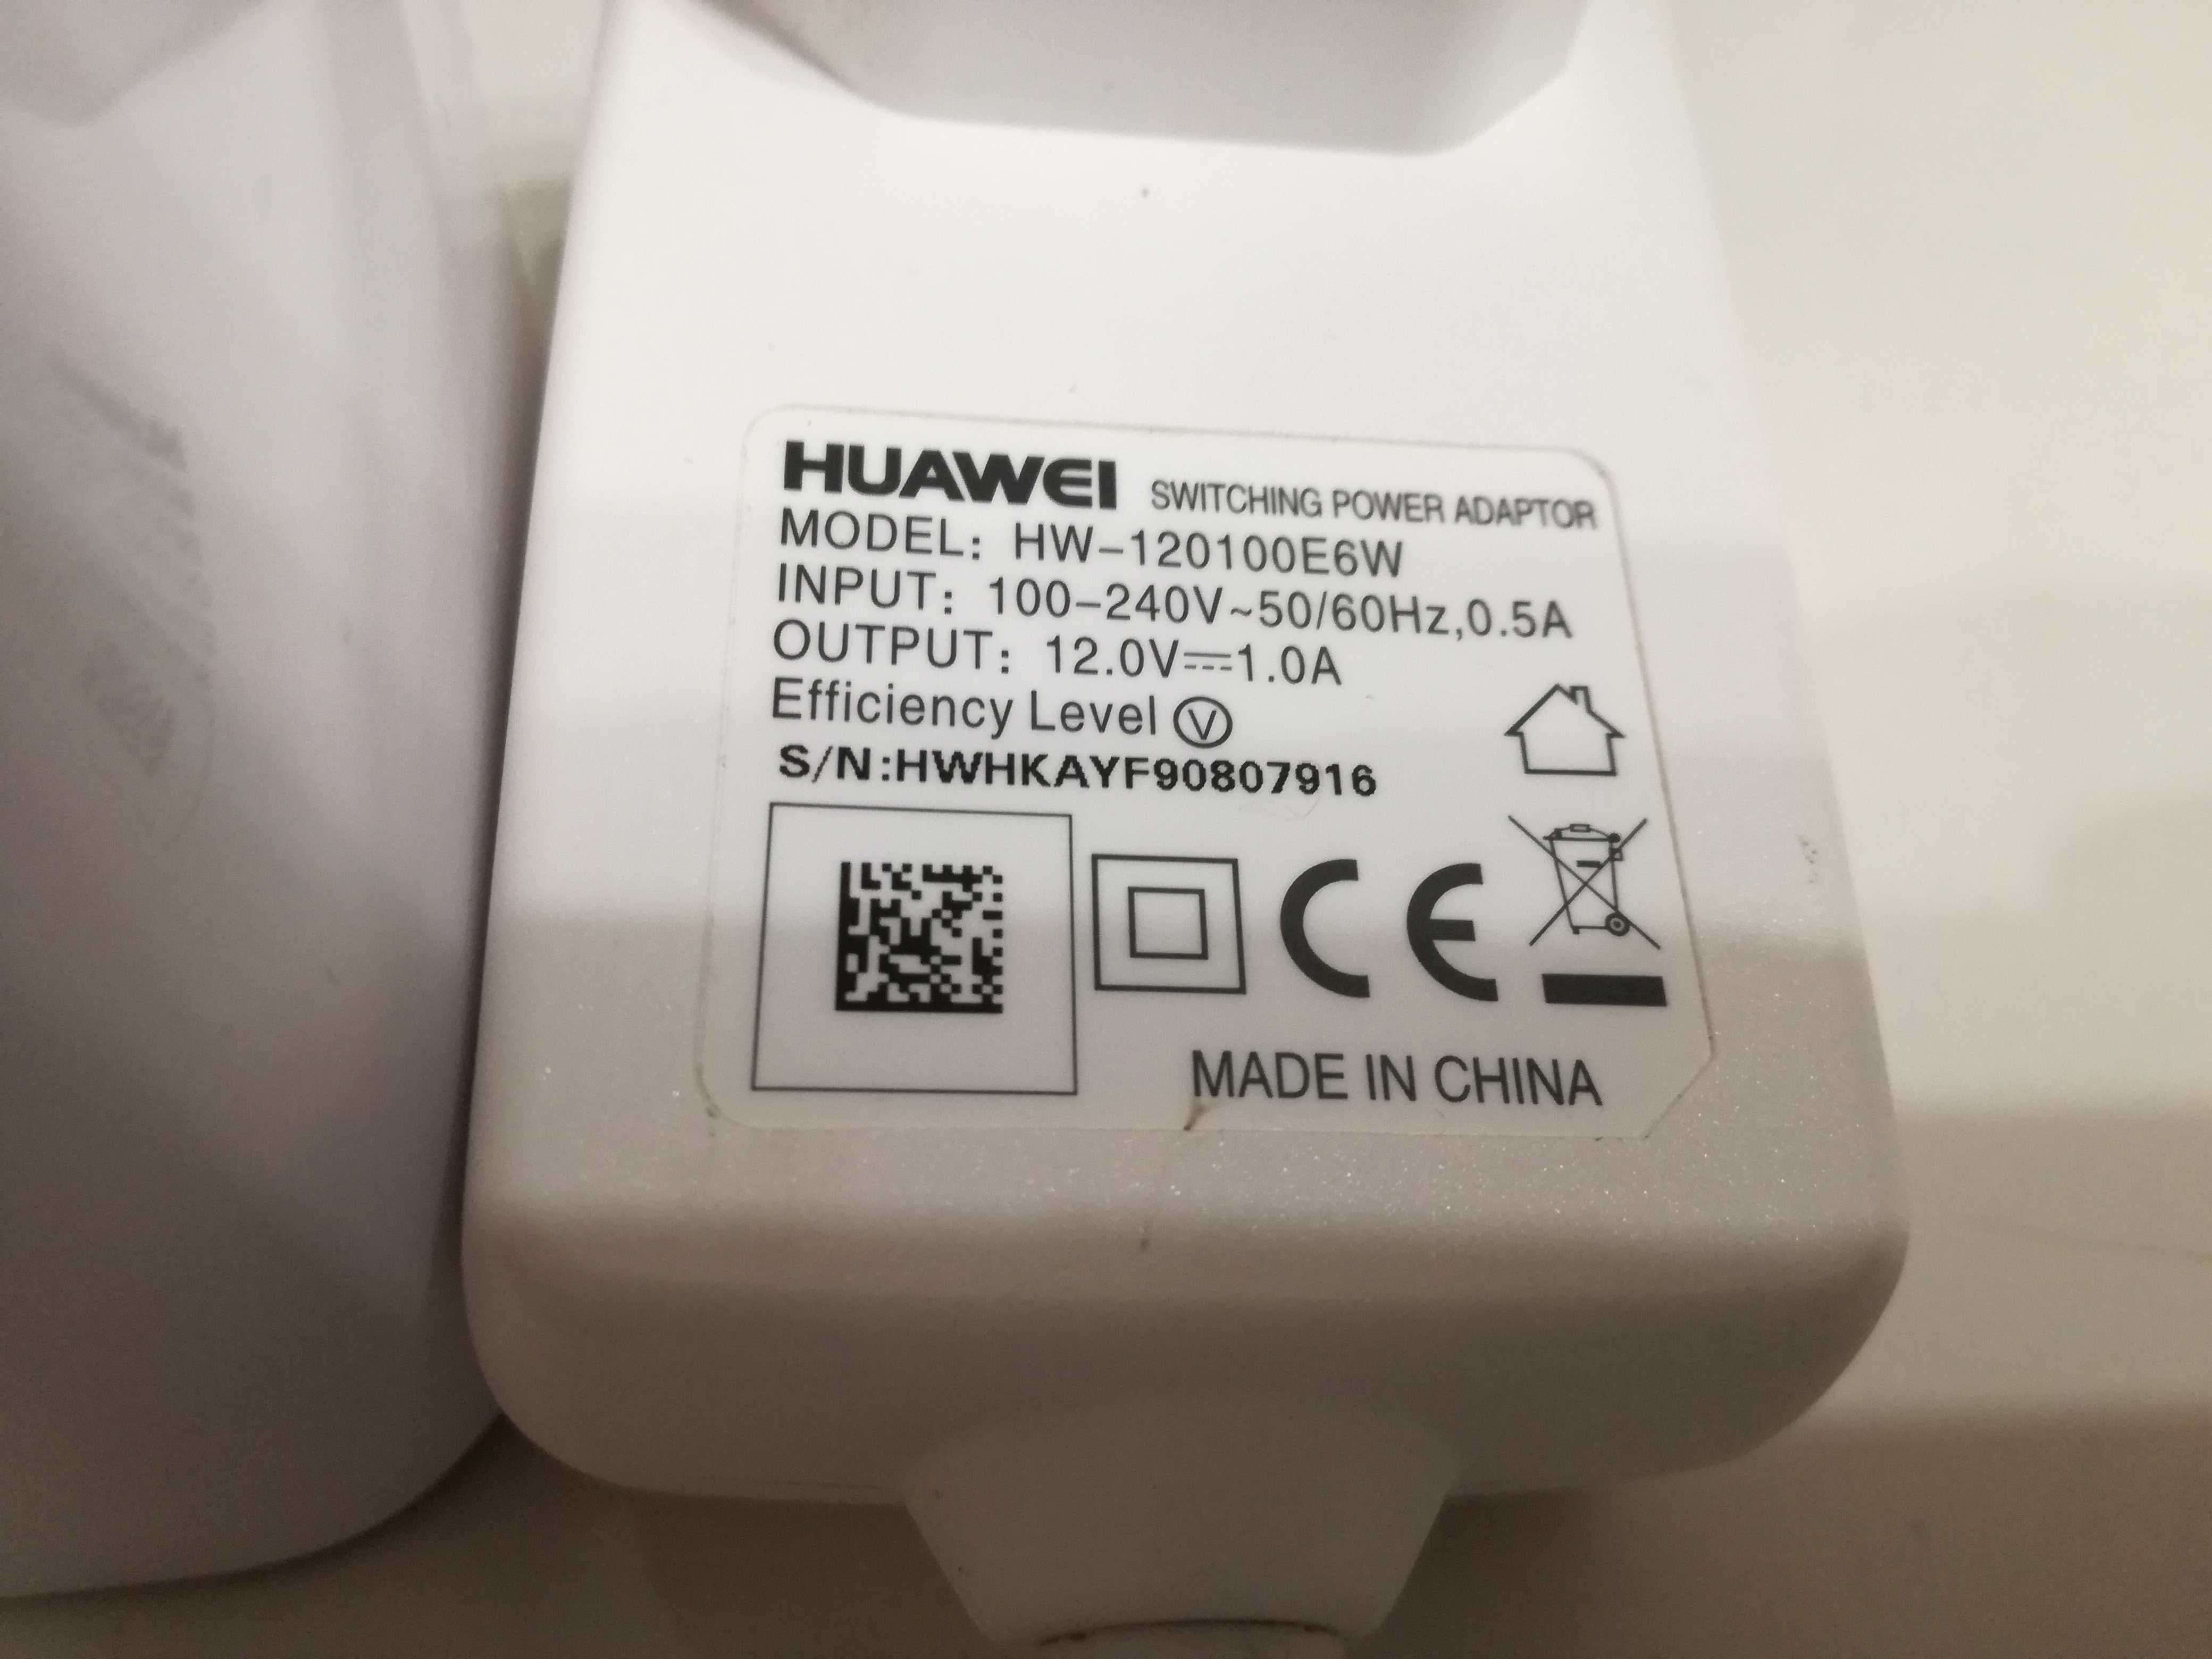 HUAWEI SWITCHING POWER ADAPTOR
MODEL: HW-120100E6W
INPUT: 100-240V~50/60Hz,0.5A
OUTPUT: 12.0V⎓1.0A
Efficiency Level Ⓥ
S/N:HWHKAYF90807916
CE
MADE IN CHINA